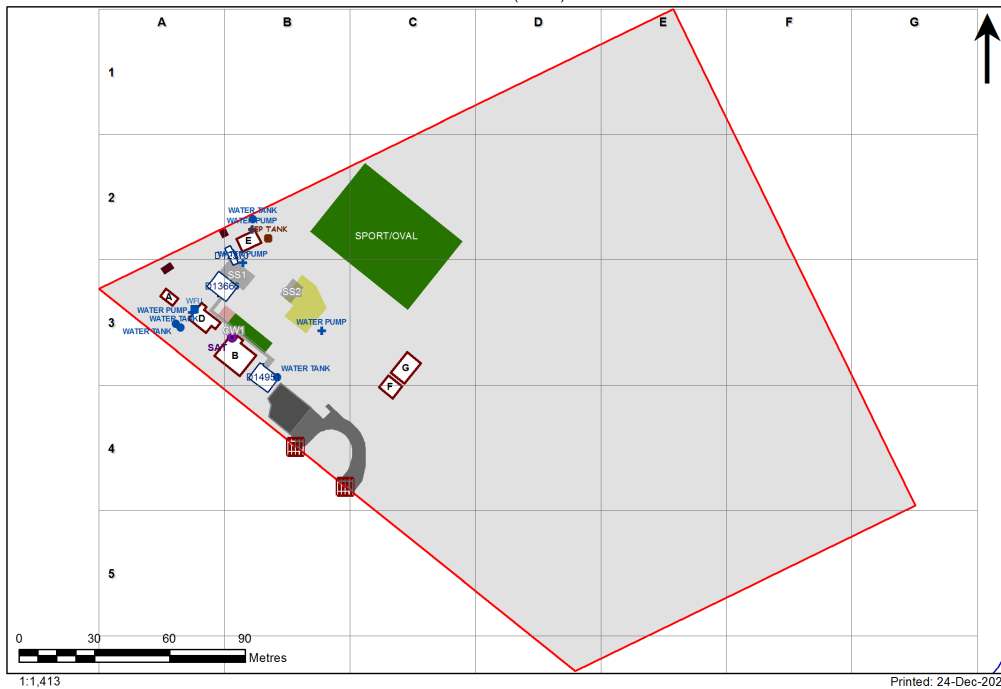 A B C D E F G
1
2
WATER TANK
WATER PUMP
TANK
E
SPORT/OVAL
WATER PUMP
SS1
D1366
SS2
A
WFU
WATER PUMP
WATER TANK
D
WATER TANK
3
GW1
WATER PUMP
SAT
B
WATER TANK
D1495
G
F
4
5
0 30 60 90
Metres
1:1,413
Printed: 24-Dec-202